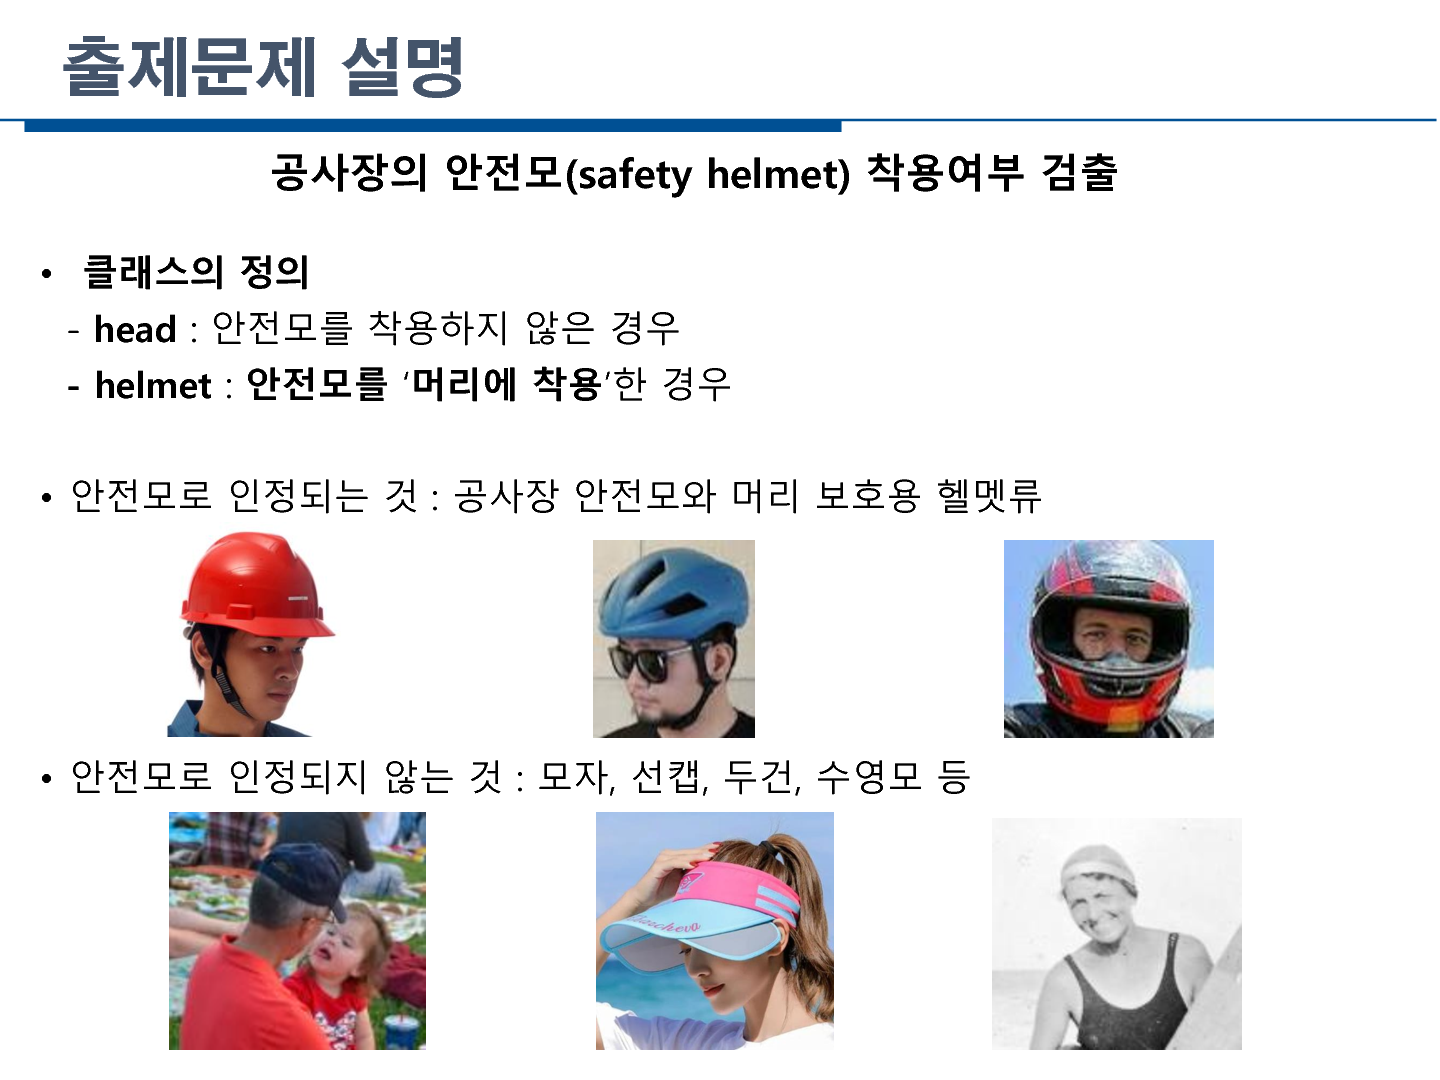 출제문제 설명
공사장의 안전모(safety helmet) 착용여부 검출
• 클래스의 정의
- head : 안전모를 착용하지 않은 경우
- helmet : 안전모를 ‘머리에 착용’한 경우
• 안전모로 인정되는 것 : 공사장 안전모와 머리 보호용 헬멧류
• 안전모로 인정되지 않는 것 : 모자, 선캡, 두건, 수영모 등